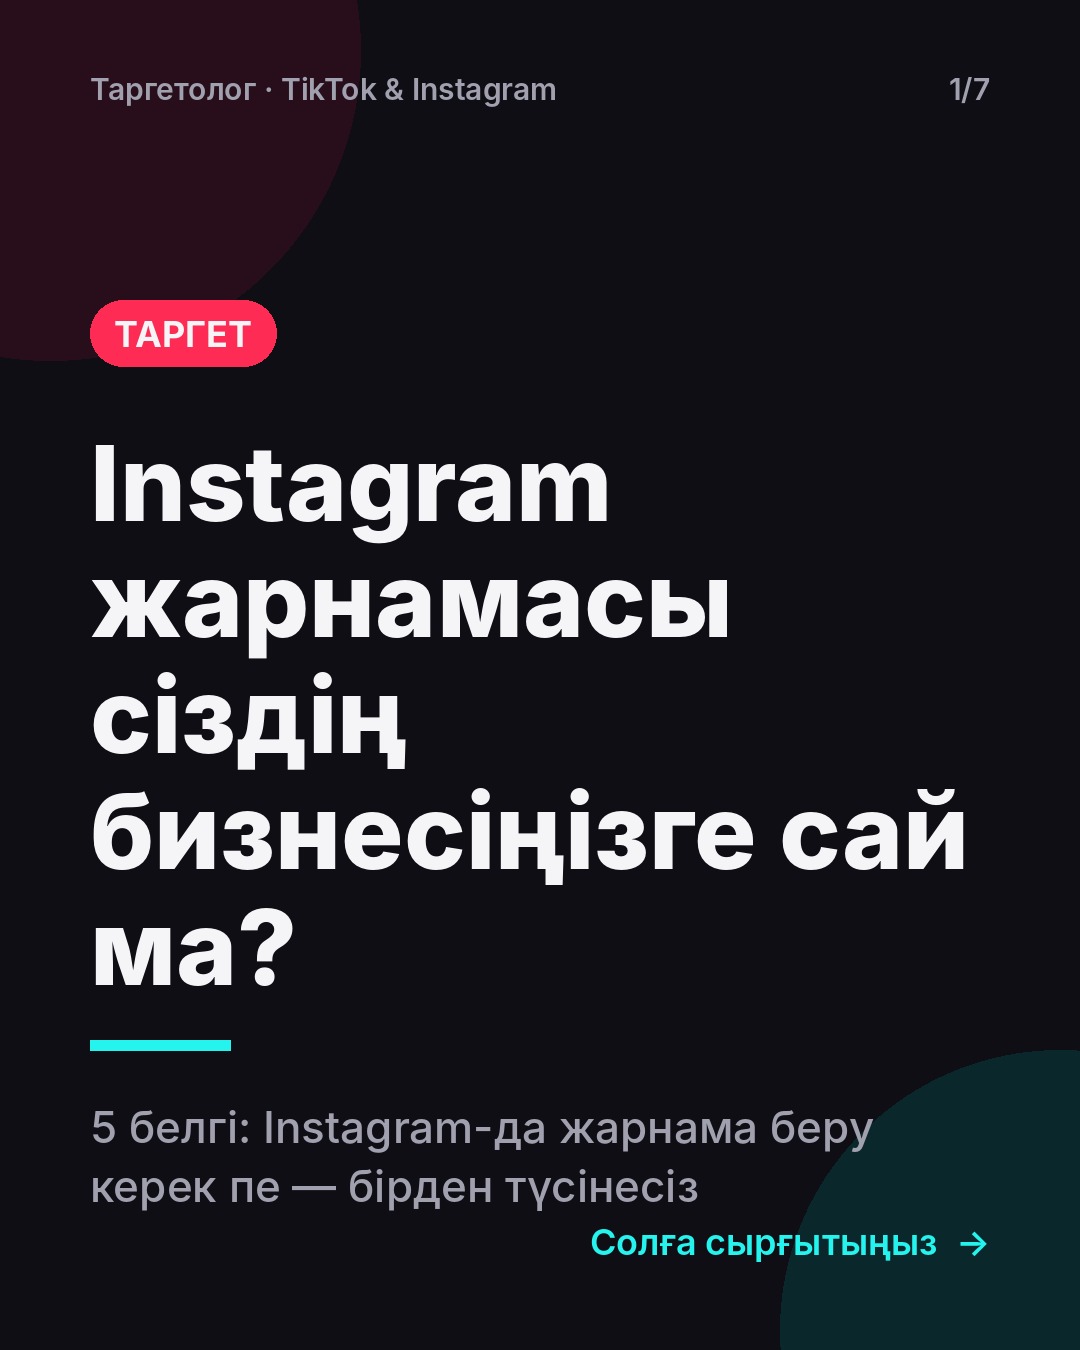 Таргетолог · TikTok & Instagram
1/7
ТАРГЕТ
Instagram
жарнамасы
сіздің
бизнесіңізге сай
ма?
5 белгі: Instagram-да жарнама беру
керек пе — бірден түсінесіз
Солға сырғытыңыз →